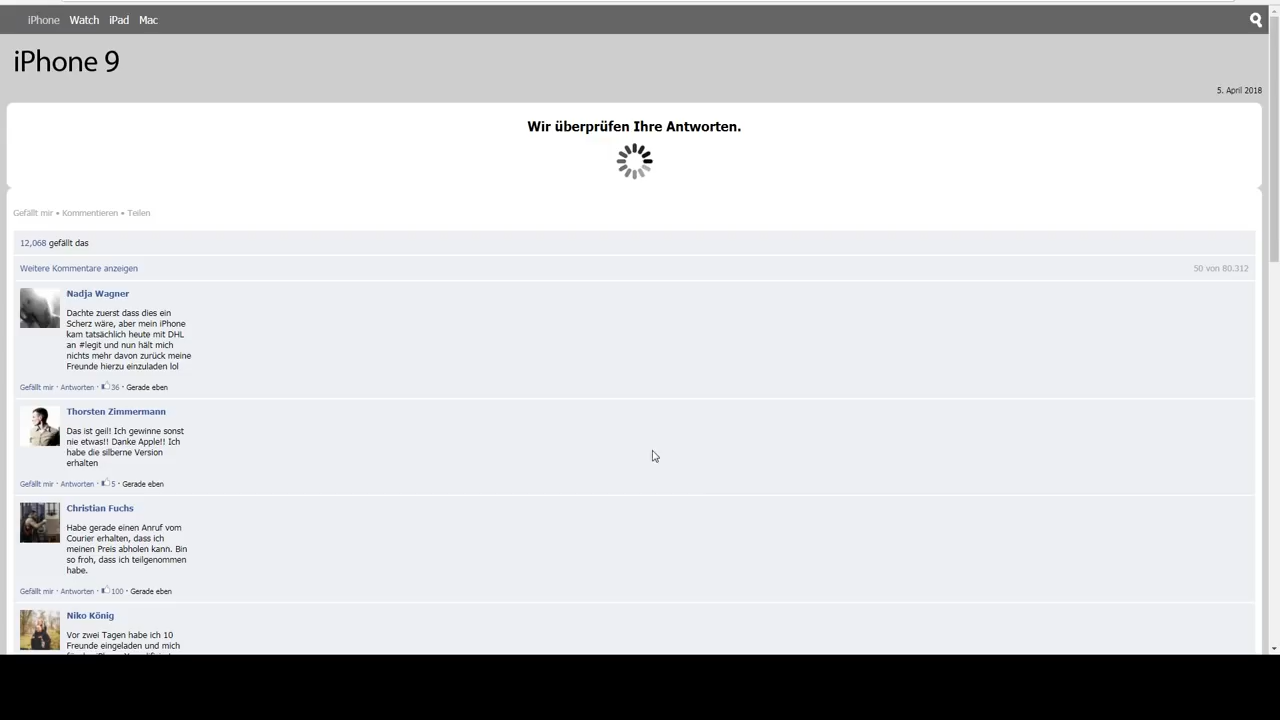 iPhone Watch iPad Mac
iPhone 9
5. April 2018
Wir überprüfen Ihre Antworten.
Gefällt mir • Kommentieren • Teilen
12,068 gefällt das
Weitere Kommentare anzeigen 50 von 80.312
Nadja Wagner
Dachte zuerst dass dies ein
Scherz wäre, aber mein iPhone
kam tatsächlich heute mit DHL
an #legit und nun hält mich
nichts mehr davon zurück meine
Freunde hierzu einzuladen lol
Gefällt mir · Antworten · 36 · Gerade eben
Thorsten Zimmermann
Das ist geil! Ich gewinne sonst
nie etwas!! Danke Apple!! Ich
habe die silberne Version
erhalten
Gefällt mir · Antworten · 5 · Gerade eben
Christian Fuchs
Habe gerade einen Anruf vom
Courier erhalten, dass ich
meinen Preis abholen kann. Bin
so froh, dass ich teilgenommen
habe.
Gefällt mir · Antworten · 100 · Gerade eben
Niko König
Vor zwei Tagen habe ich 10
Freunde eingeladen und mich